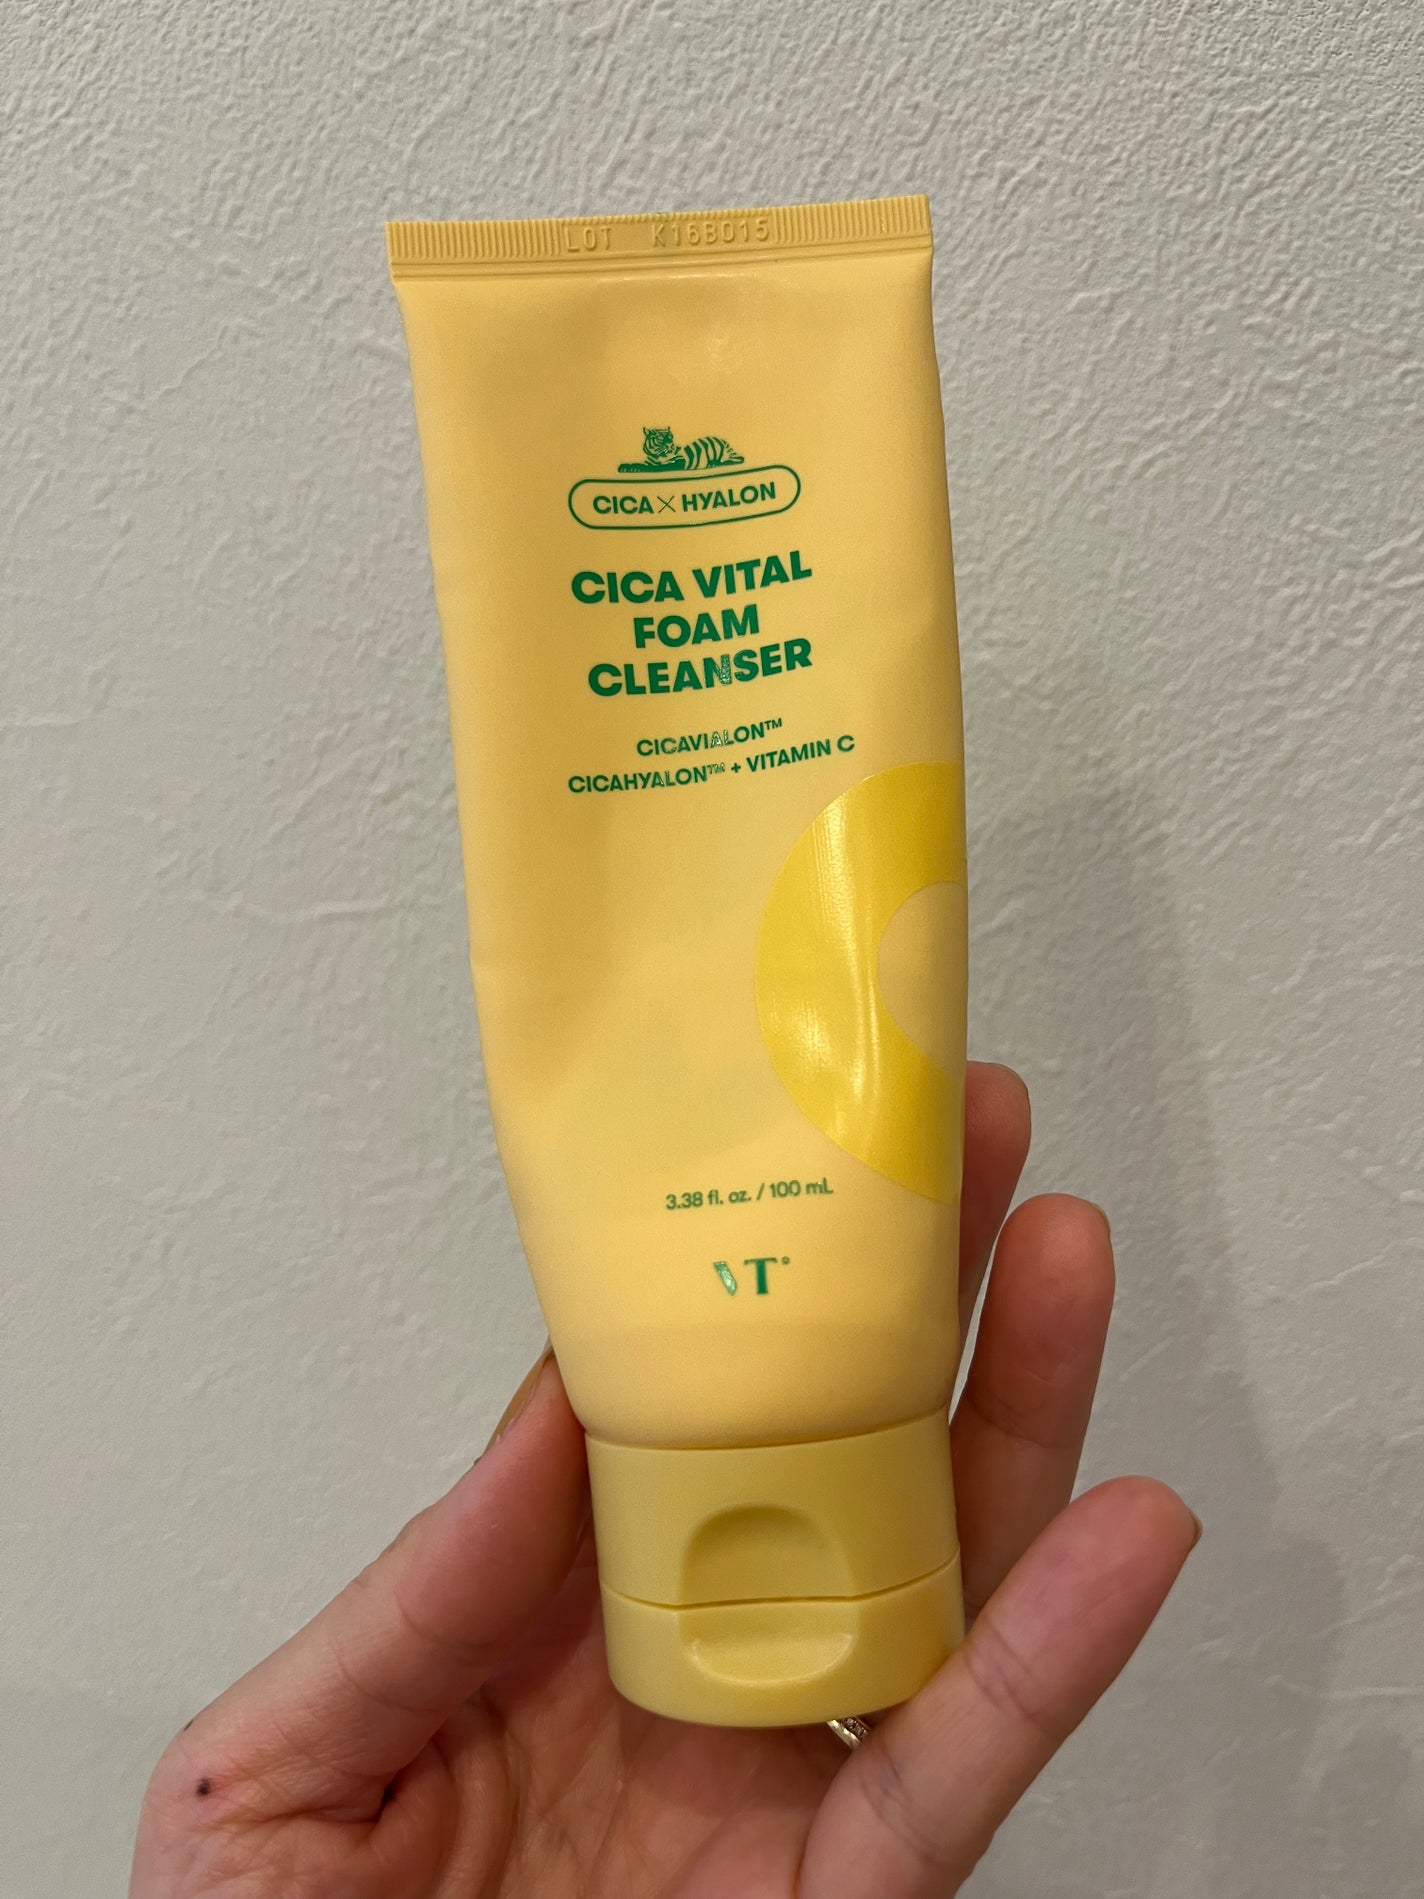 LOT K16B015
CICA X HYALON
CICA VITAL
FOAM
CLEANSER
CICAVIALON™
CICAHYALON™ + VITAMIN C
3.38 fl. oz. / 100 mL
VT®